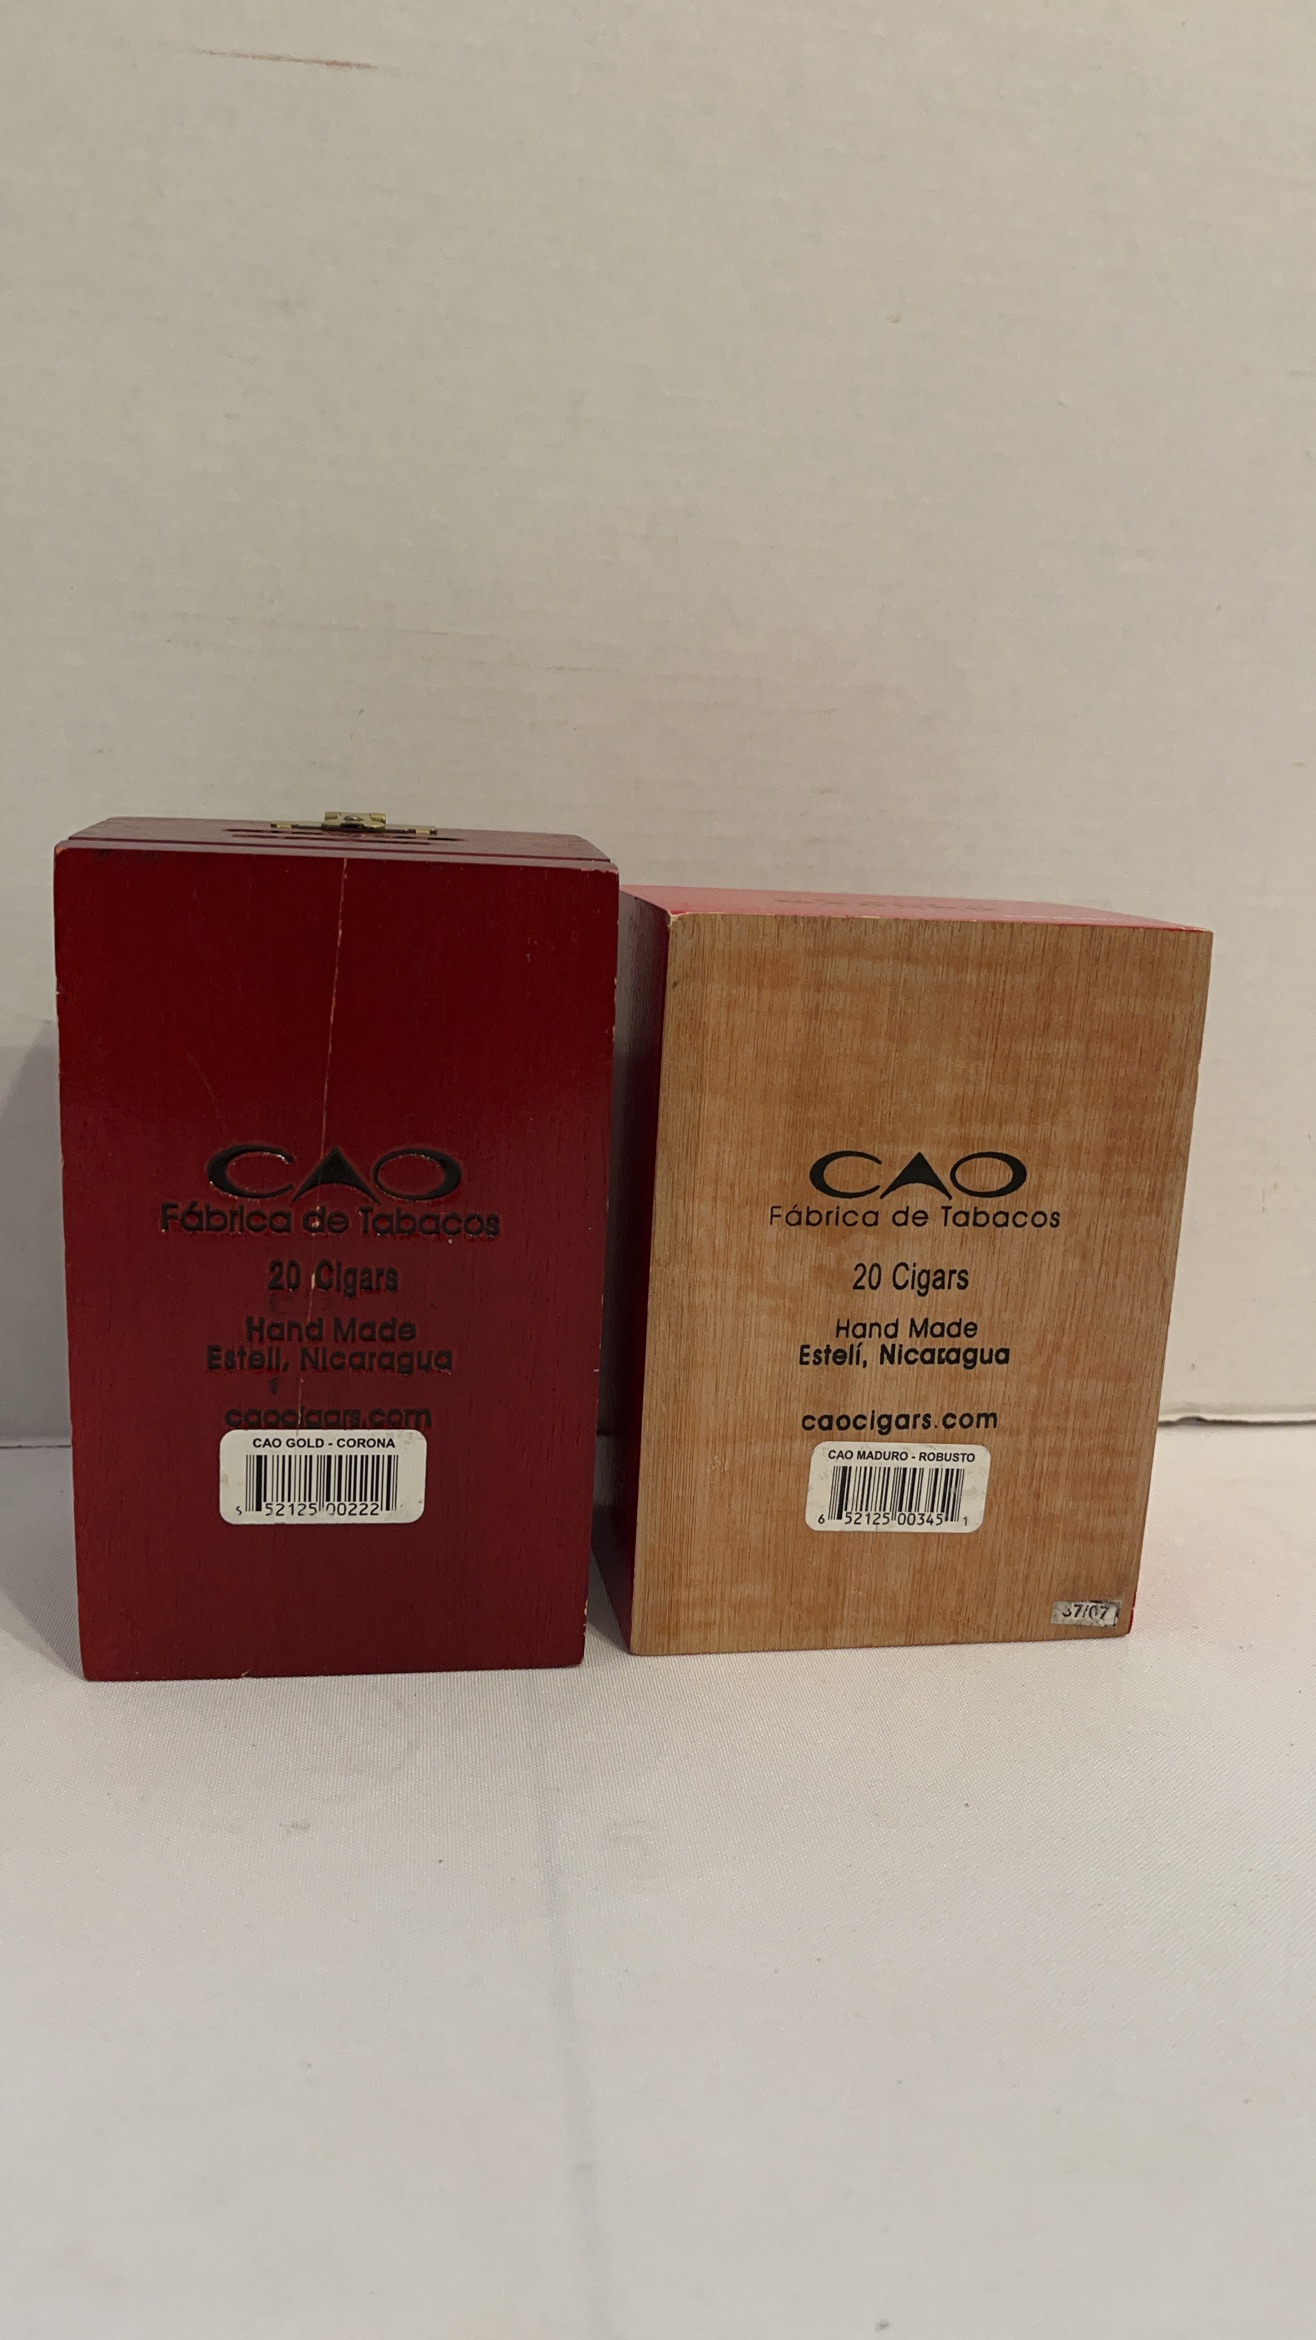 CAO
Fábrica de Tabacos
20 Cigars
Hand Made
Estelí, Nicaragua
caocigars.com
CAO GOLD - CORONA
52125 00222
CAO
Fábrica de Tabacos
20 Cigars
Hand Made
Estelí, Nicaragua
caocigars.com
CAO MADURO - ROBUSTO
6 52125 00345 1
37/07